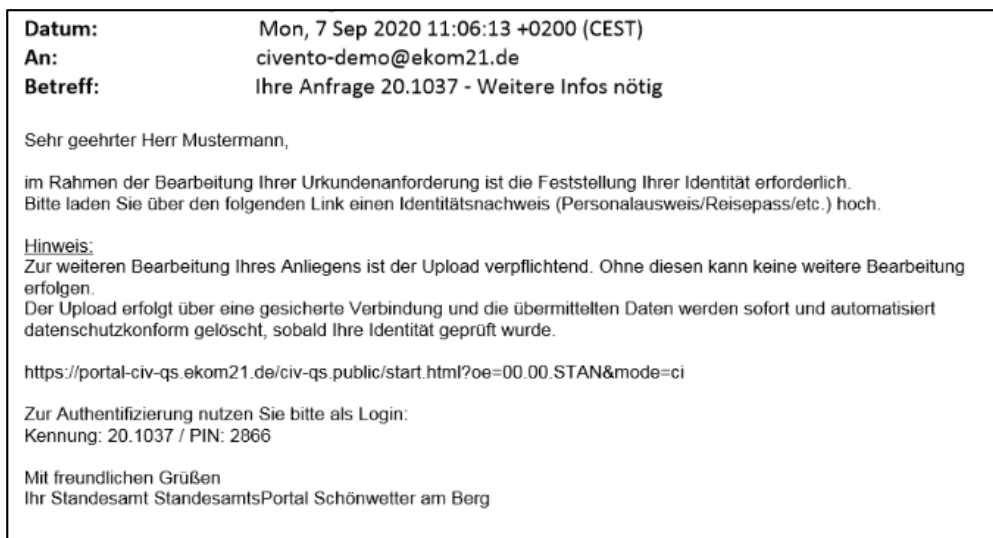 Datum: Mon, 7 Sep 2020 11:06:13 +0200 (CEST)
An: civento-demo@ekom21.de
Betreff: Ihre Anfrage 20.1037 - Weitere Infos nötig
Sehr geehrter Herr Mustermann,
im Rahmen der Bearbeitung Ihrer Urkundenanforderung ist die Feststellung Ihrer Identität erforderlich.
Bitte laden Sie über den folgenden Link einen Identitätsnachweis (Personalausweis/Reisepass/etc.) hoch.
Hinweis:
Zur weiteren Bearbeitung Ihres Anliegens ist der Upload verpflichtend. Ohne diesen kann keine weitere Bearbeitung
erfolgen.
Der Upload erfolgt über eine gesicherte Verbindung und die übermittelten Daten werden sofort und automatisiert
datenschutzkonform gelöscht, sobald Ihre Identität geprüft wurde.
https://portal-civ-qs.ekom21.de/civ-qs.public/start.html?oe=00.00.STAN&mode=ci
Zur Authentifizierung nutzen Sie bitte als Login:
Kennung: 20.1037 / PIN: 2866
Mit freundlichen Grüßen
Ihr Standesamt StandesamtsPortal Schönwetter am Berg